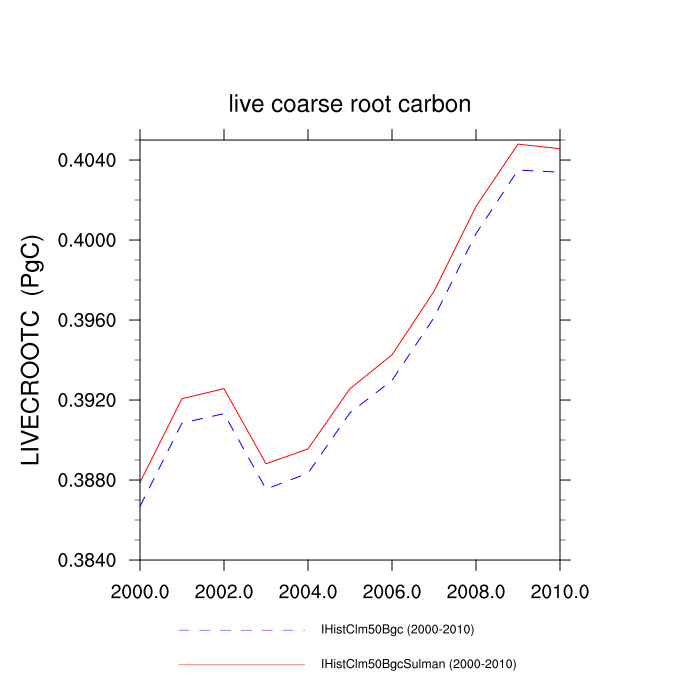 live coarse root carbon
LIVECROOTC (PgC)
0.4040
0.4000
0.3960
0.3920
0.3880
0.3840
2000.0 2002.0 2004.0 2006.0 2008.0 2010.0
IHistClm50Bgc (2000-2010)
IHistClm50BgcSulman (2000-2010)